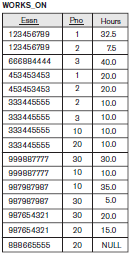 WORKS_ON
Essn Pno Hours
123456789 1 32.5
123456789 2 7.5
666884444 3 40.0
453453453 1 20.0
453453453 2 20.0
333445555 2 10.0
333445555 3 10.0
333445555 10 10.0
333445555 20 10.0
999887777 30 30.0
999887777 10 10.0
987987987 10 35.0
987987987 30 5.0
987654321 30 20.0
987654321 20 15.0
888665555 20 NULL